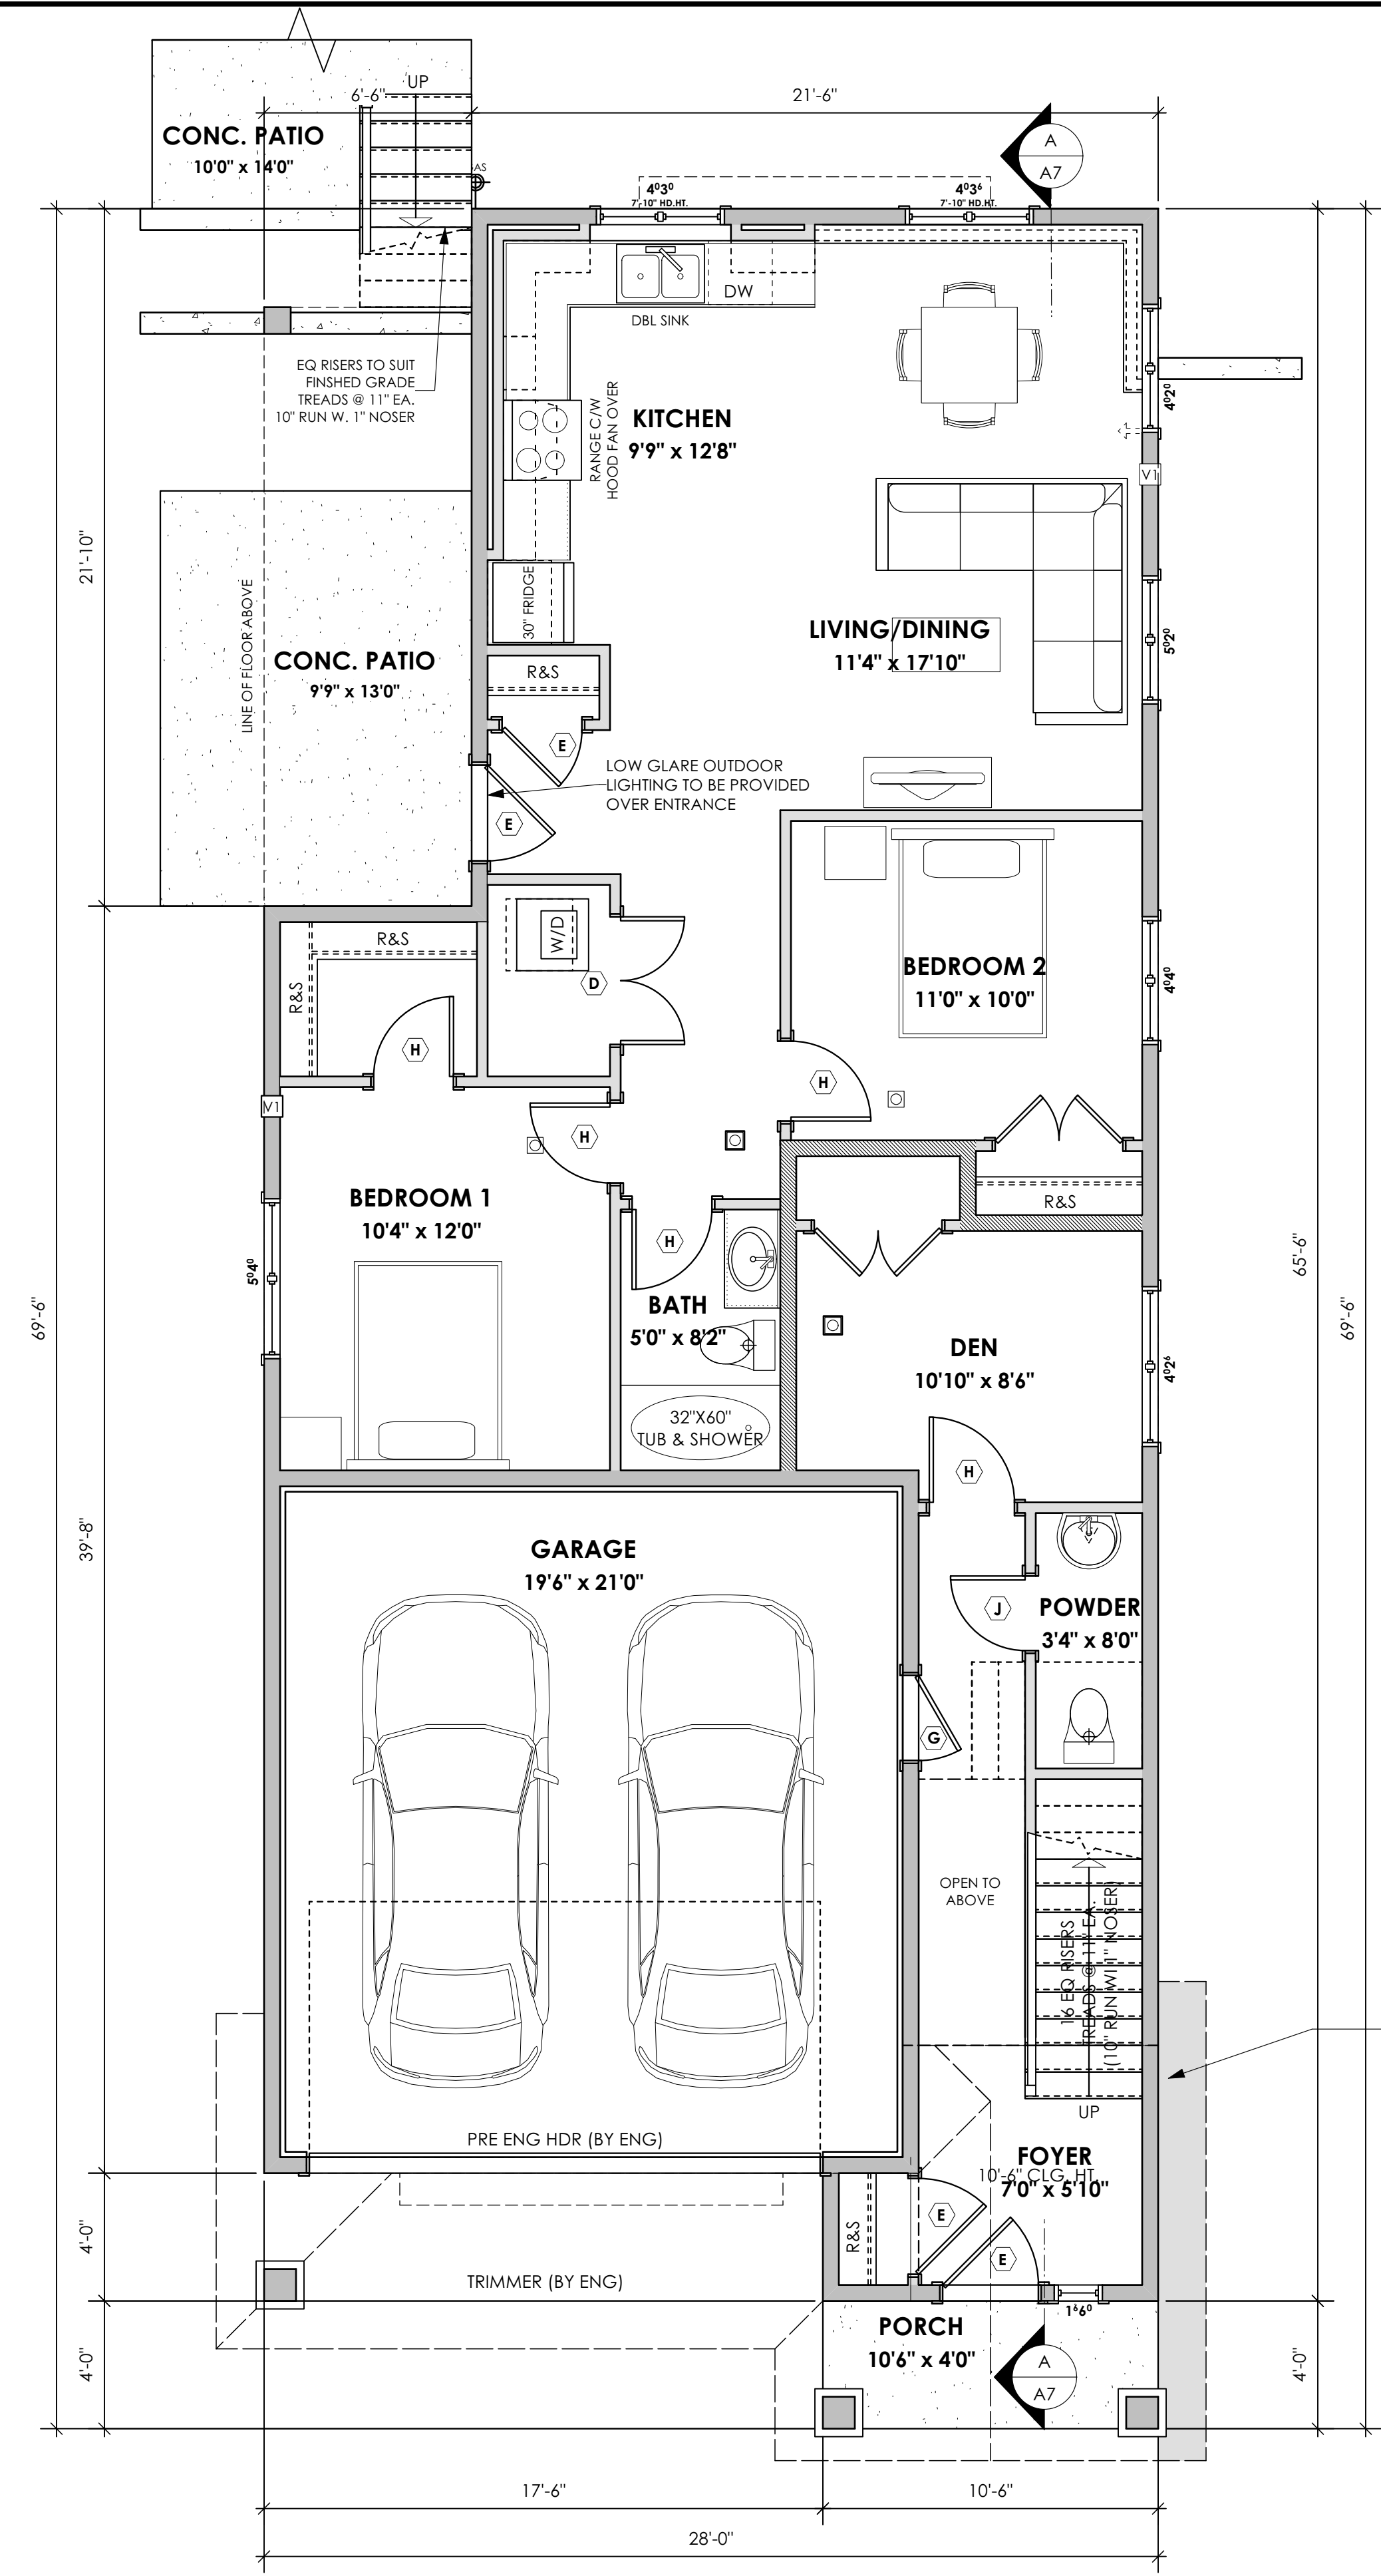 UP
6'-6"
21'-6"
CONC. PATIO
10'0" x 14'0"
A
A7
AS
4⁰3⁰
7'-10" HD.HT.
4⁰3⁶
7'-10" HD.HT.
DW
DBL SINK
EQ RISERS TO SUIT
FINSHED GRADE
TREADS @ 11" EA.
10" RUN W. 1" NOSER
RANGE C/W
HOOD FAN OVER
KITCHEN
9'9" x 12'8"
4⁰2⁰
V1
21'-10"
LINE OF FLOOR ABOVE
30" FRIDGE
CONC. PATIO
9'9" x 13'0"
LIVING/DINING
11'4" x 17'10"
5⁰2⁰
R&S
E
LOW GLARE OUTDOOR
LIGHTING TO BE PROVIDED
OVER ENTRANCE
E
R&S
R&S
W/D
D
BEDROOM 2
11'0" x 10'0"
4⁰4⁰
H
H
V1
H
BEDROOM 1
10'4" x 12'0"
R&S
H
5⁰4⁰
65'-6"
69'-6"
69'-6"
BATH
5'0" x 8'2"
DEN
10'10" x 8'6"
4⁰2⁶
32"X60"
TUB & SHOWER
H
39'-8"
GARAGE
19'6" x 21'0"
J
POWDER
3'4" x 8'0"
G
OPEN TO
ABOVE
16 EQ RISERS
TREADS @ 11" EA.
(10" RUN W/ 1" NOSER)
UP
PRE ENG HDR (BY ENG)
FOYER
10'-6" CLG. HT.
7'0" x 5'10"
R&S
E
E
4'-0"
TRIMMER (BY ENG)
1⁶6⁰
PORCH
10'6" x 4'0"
A
A7
4'-0"
4'-0"
17'-6"
10'-6"
28'-0"